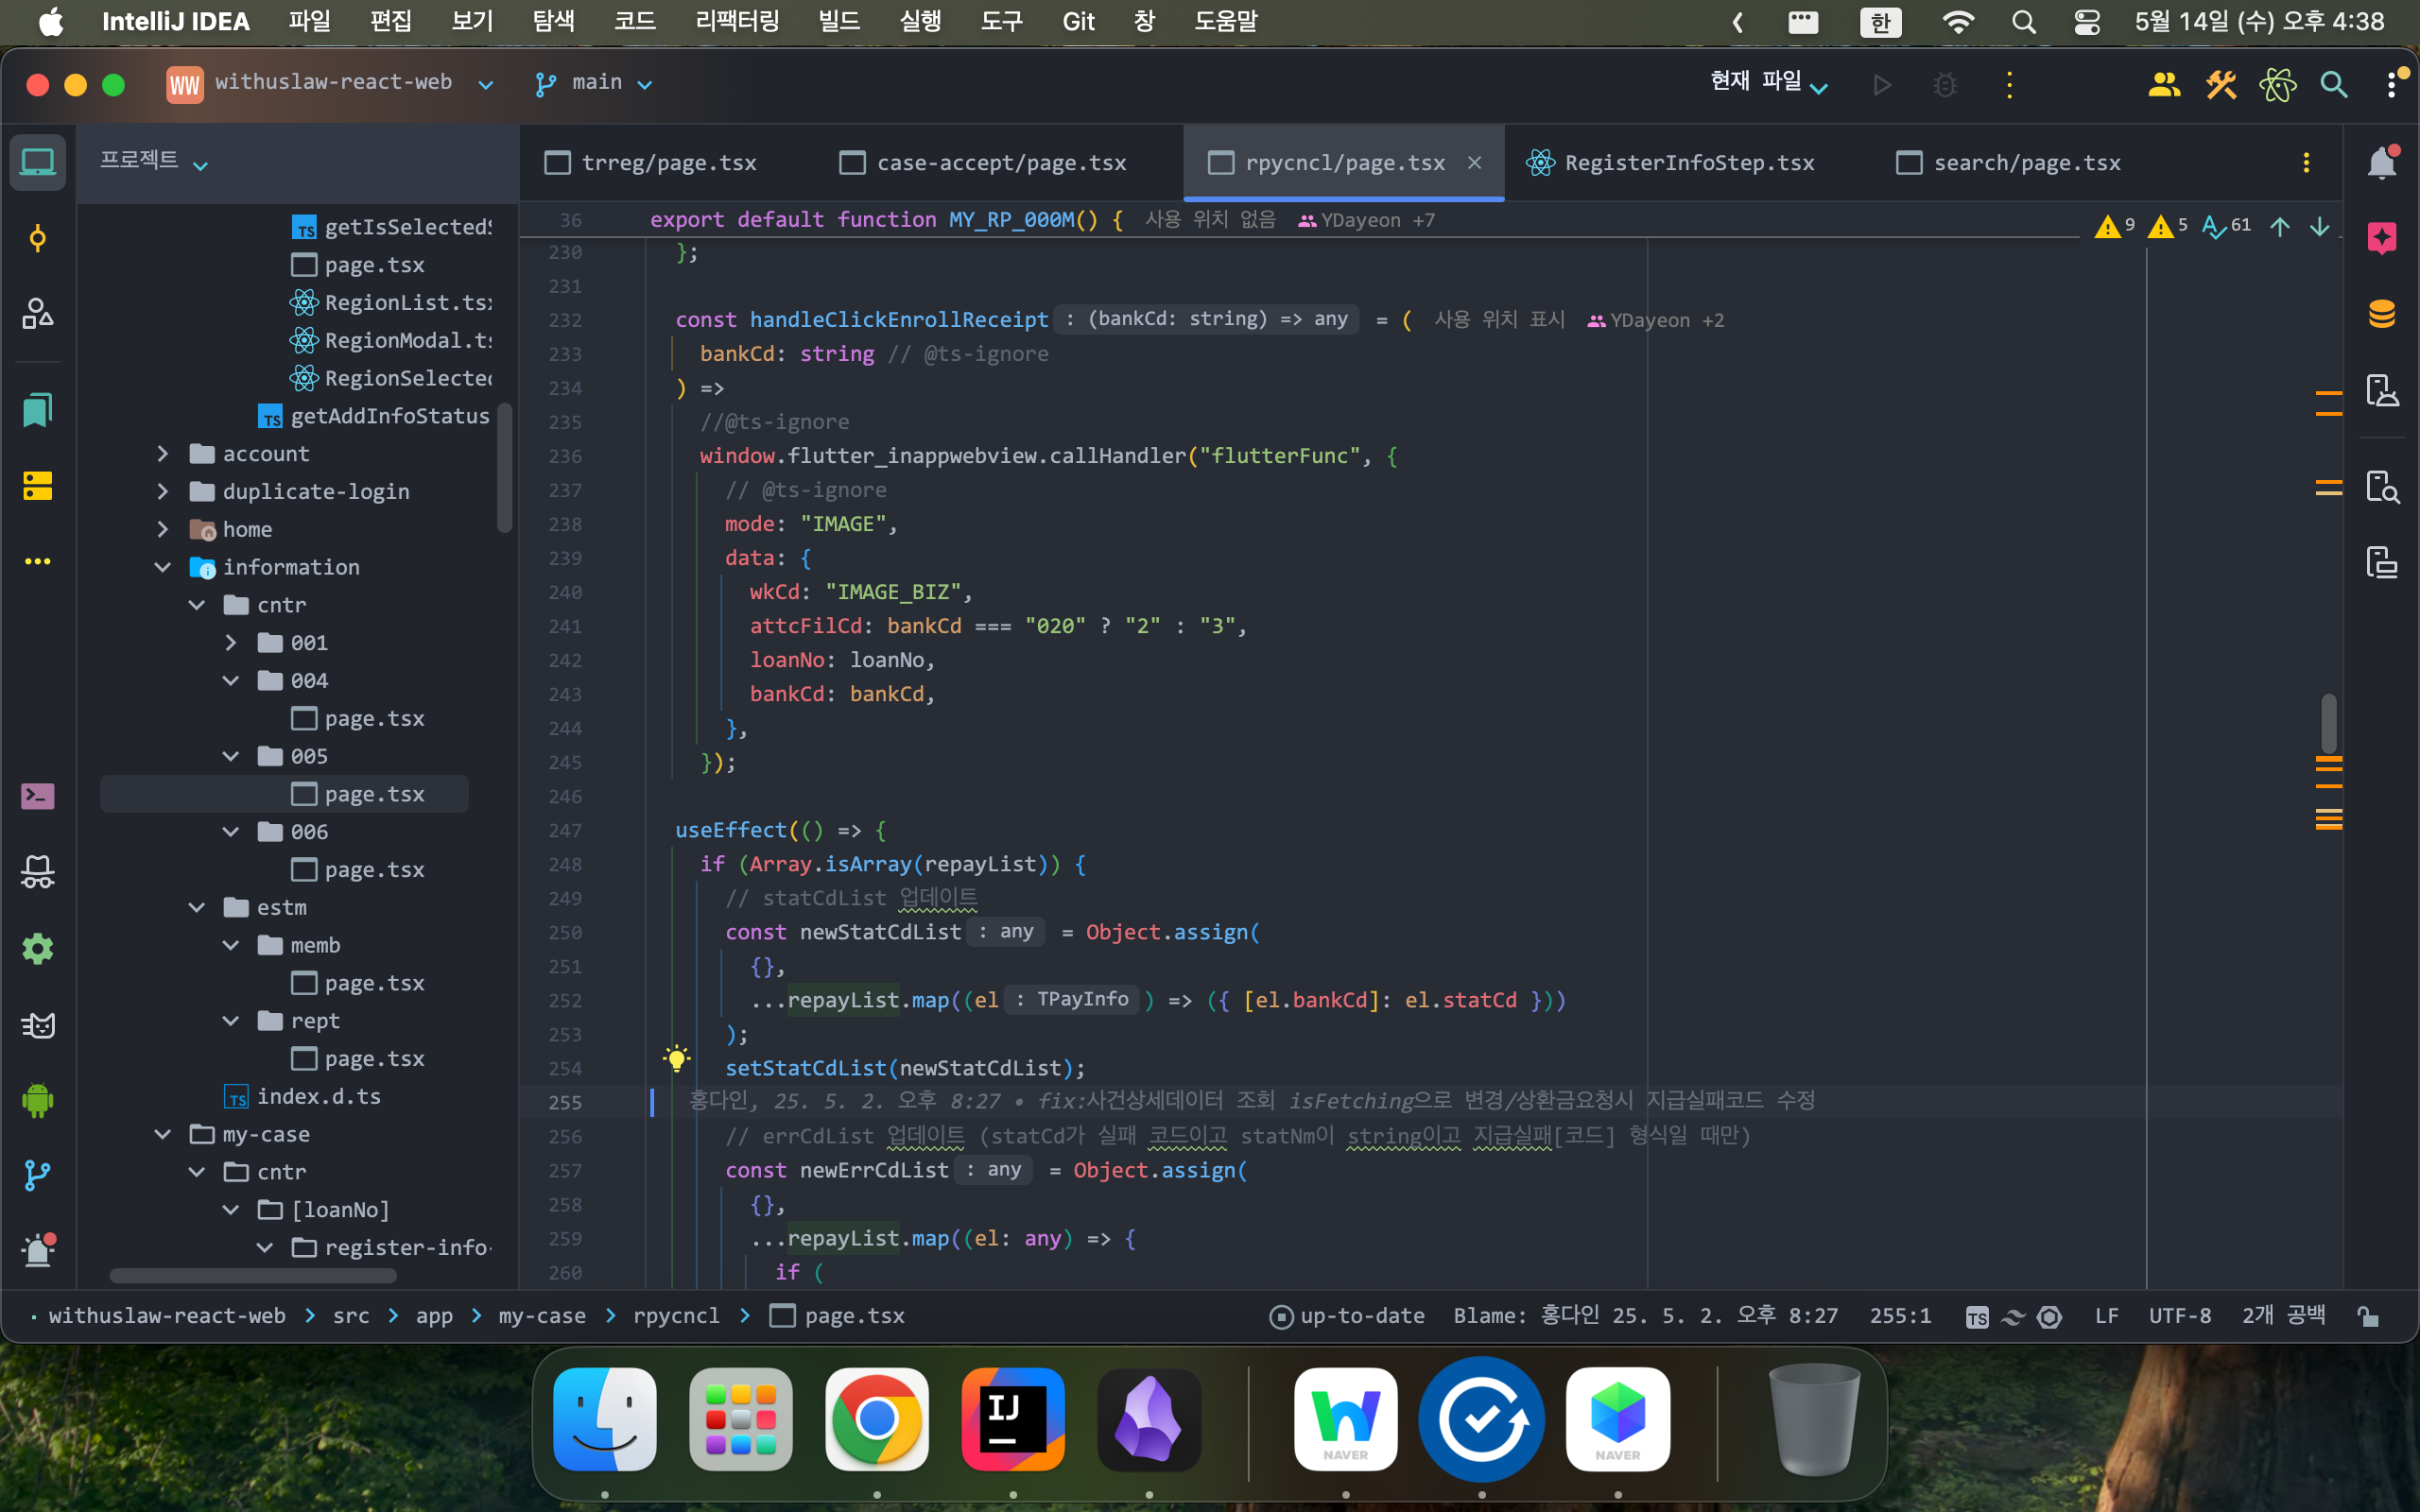 IntelliJ IDEA 파일 편집 보기 탐색 코드 리팩터링 빌드 실행 도구 Git 창 도움말 한 5월 14일 (수) 오후 4:38
WW withuslaw-react-web main 현재 파일
프로젝트
trreg/page.tsx case-accept/page.tsx rpycncl/page.tsx RegisterInfoStep.tsx search/page.tsx
TS getIsSelectedS
page.tsx
RegionList.tsx
RegionModal.ts
RegionSelected
TS getAddInfoStatus
account
duplicate-login
home
information
cntr
001
004
page.tsx
005
page.tsx
006
page.tsx
estm
memb
page.tsx
rept
page.tsx
TS index.d.ts
my-case
cntr
[loanNo]
register-info-
36 export default function MY_RP_000M() { 사용 위치 없음 YDayeon +7
9 5 61
230 };
231
232 const handleClickEnrollReceipt : (bankCd: string) => any = ( 사용 위치 표시 YDayeon +2
233 bankCd: string // @ts-ignore
234 ) =>
235 //@ts-ignore
236 window.flutter_inappwebview.callHandler("flutterFunc", {
237 // @ts-ignore
238 mode: "IMAGE",
239 data: {
240 wkCd: "IMAGE_BIZ",
241 attcFilCd: bankCd === "020" ? "2" : "3",
242 loanNo: loanNo,
243 bankCd: bankCd,
244 },
245 });
246
247 useEffect(() => {
248 if (Array.isArray(repayList)) {
249 // statCdList 업데이트
250 const newStatCdList : any = Object.assign(
251 {},
252 ...repayList.map((el : TPayInfo ) => ({ [el.bankCd]: el.statCd }))
253 );
254 setStatCdList(newStatCdList);
255 홍다인, 25. 5. 2. 오후 8:27 • fix:사건상세데이터 조회 isFetching으로 변경/상환금요청시 지급실패코드 수정
256 // errCdList 업데이트 (statCd가 실패 코드이고 statNm이 string이고 지급실패[코드] 형식일 때만)
257 const newErrCdList : any = Object.assign(
258 {},
259 ...repayList.map((el: any) => {
260 if (
withuslaw-react-web > src > app > my-case > rpycncl > page.tsx up-to-date Blame: 홍다인 25. 5. 2. 오후 8:27 255:1 TS LF UTF-8 2개 공백
IJ
NAVER
NAVER